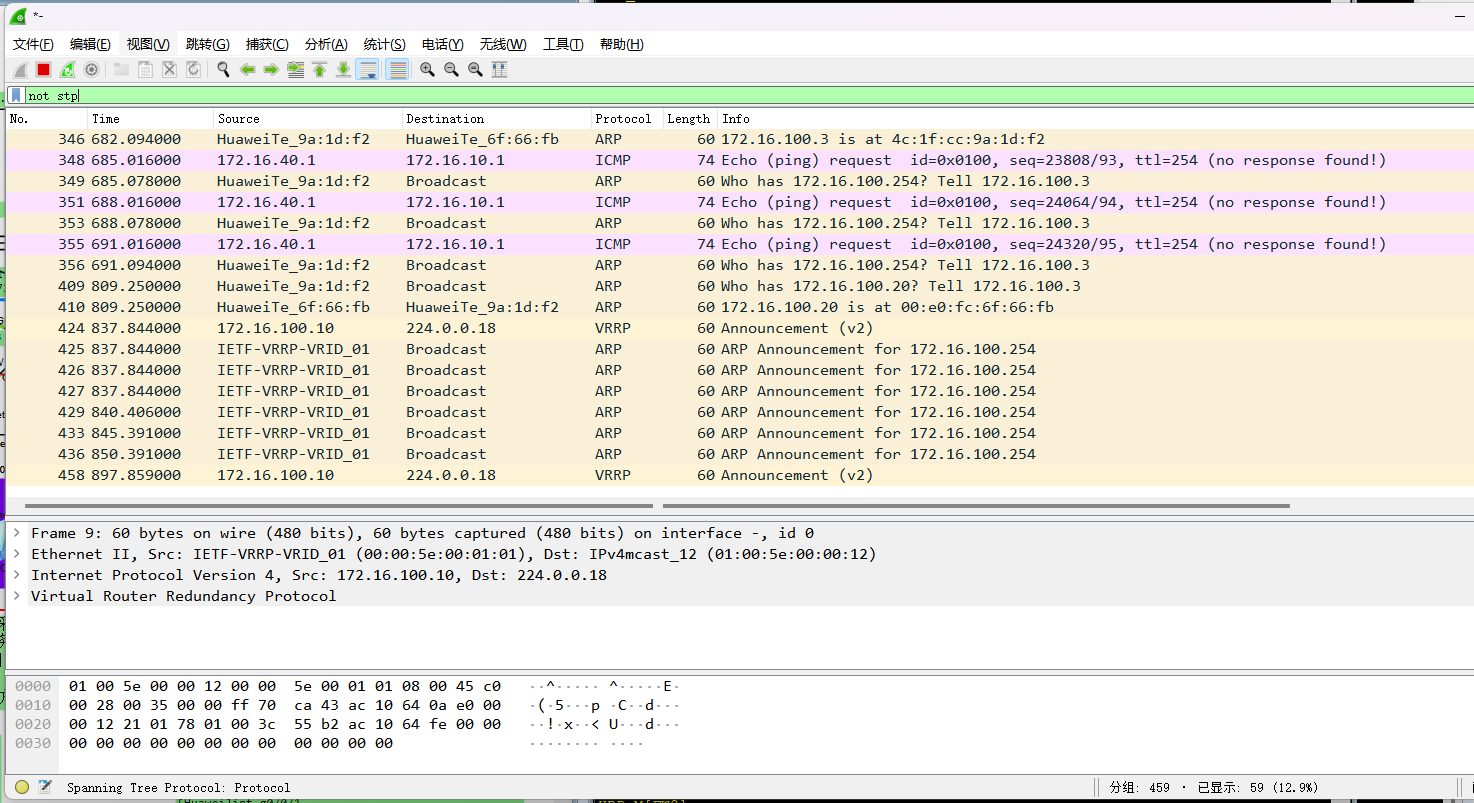 *-
文件(F) 编辑(E) 视图(V) 跳转(G) 捕获(C) 分析(A) 统计(S) 电话(Y) 无线(W) 工具(T) 帮助(H)
not stp
No. Time Source Destination Protocol Length Info
346 682.094000 HuaweiTe_9a:1d:f2 HuaweiTe_6f:66:fb ARP 60 172.16.100.3 is at 4c:1f:cc:9a:1d:f2
348 685.016000 172.16.40.1 172.16.10.1 ICMP 74 Echo (ping) request id=0x0100, seq=23808/93, ttl=254 (no response found!)
349 685.078000 HuaweiTe_9a:1d:f2 Broadcast ARP 60 Who has 172.16.100.254? Tell 172.16.100.3
351 688.016000 172.16.40.1 172.16.10.1 ICMP 74 Echo (ping) request id=0x0100, seq=24064/94, ttl=254 (no response found!)
353 688.078000 HuaweiTe_9a:1d:f2 Broadcast ARP 60 Who has 172.16.100.254? Tell 172.16.100.3
355 691.016000 172.16.40.1 172.16.10.1 ICMP 74 Echo (ping) request id=0x0100, seq=24320/95, ttl=254 (no response found!)
356 691.094000 HuaweiTe_9a:1d:f2 Broadcast ARP 60 Who has 172.16.100.254? Tell 172.16.100.3
409 809.250000 HuaweiTe_9a:1d:f2 Broadcast ARP 60 Who has 172.16.100.20? Tell 172.16.100.3
410 809.250000 HuaweiTe_6f:66:fb HuaweiTe_9a:1d:f2 ARP 60 172.16.100.20 is at 00:e0:fc:6f:66:fb
424 837.844000 172.16.100.10 224.0.0.18 VRRP 60 Announcement (v2)
425 837.844000 IETF-VRRP-VRID_01 Broadcast ARP 60 ARP Announcement for 172.16.100.254
426 837.844000 IETF-VRRP-VRID_01 Broadcast ARP 60 ARP Announcement for 172.16.100.254
427 837.844000 IETF-VRRP-VRID_01 Broadcast ARP 60 ARP Announcement for 172.16.100.254
429 840.406000 IETF-VRRP-VRID_01 Broadcast ARP 60 ARP Announcement for 172.16.100.254
433 845.391000 IETF-VRRP-VRID_01 Broadcast ARP 60 ARP Announcement for 172.16.100.254
436 850.391000 IETF-VRRP-VRID_01 Broadcast ARP 60 ARP Announcement for 172.16.100.254
458 897.859000 172.16.100.10 224.0.0.18 VRRP 60 Announcement (v2)
Frame 9: 60 bytes on wire (480 bits), 60 bytes captured (480 bits) on interface -, id 0
Ethernet II, Src: IETF-VRRP-VRID_01 (00:00:5e:00:01:01), Dst: IPv4mcast_12 (01:00:5e:00:00:12)
Internet Protocol Version 4, Src: 172.16.100.10, Dst: 224.0.0.18
Virtual Router Redundancy Protocol
0000 01 00 5e 00 00 12 00 00 5e 00 01 01 08 00 45 c0 ··^····· ^·····E·
0010 00 28 00 35 00 00 ff 70 ca 43 ac 10 64 0a e0 00 ·(·5···p ·C··d···
0020 00 12 21 01 78 01 00 3c 55 b2 ac 10 64 fe 00 00 ··!·x··< U···d···
0030 00 00 00 00 00 00 00 00 00 00 00 00 ········ ····
Spanning Tree Protocol: Protocol 分组: 459 · 已显示: 59 (12.9%)